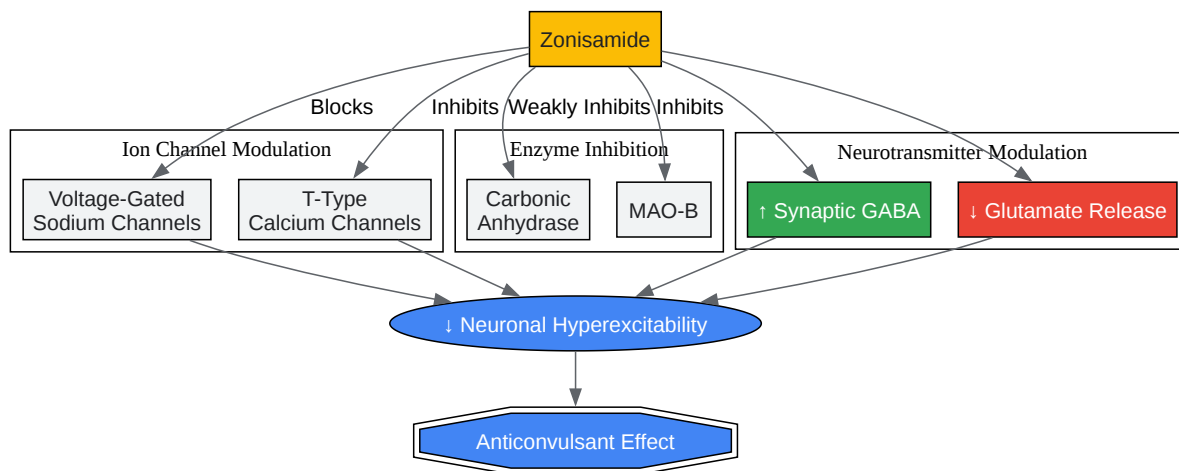 Zonisamide
Blocks
Inhibits
Weakly Inhibits
Inhibits
Ion Channel Modulation
Enzyme Inhibition
Neurotransmitter Modulation
Voltage-Gated
Sodium Channels
T-Type
Calcium Channels
Carbonic
Anhydrase
MAO-B
↑ Synaptic GABA
↓ Glutamate Release
↓ Neuronal Hyperexcitability
Anticonvulsant Effect